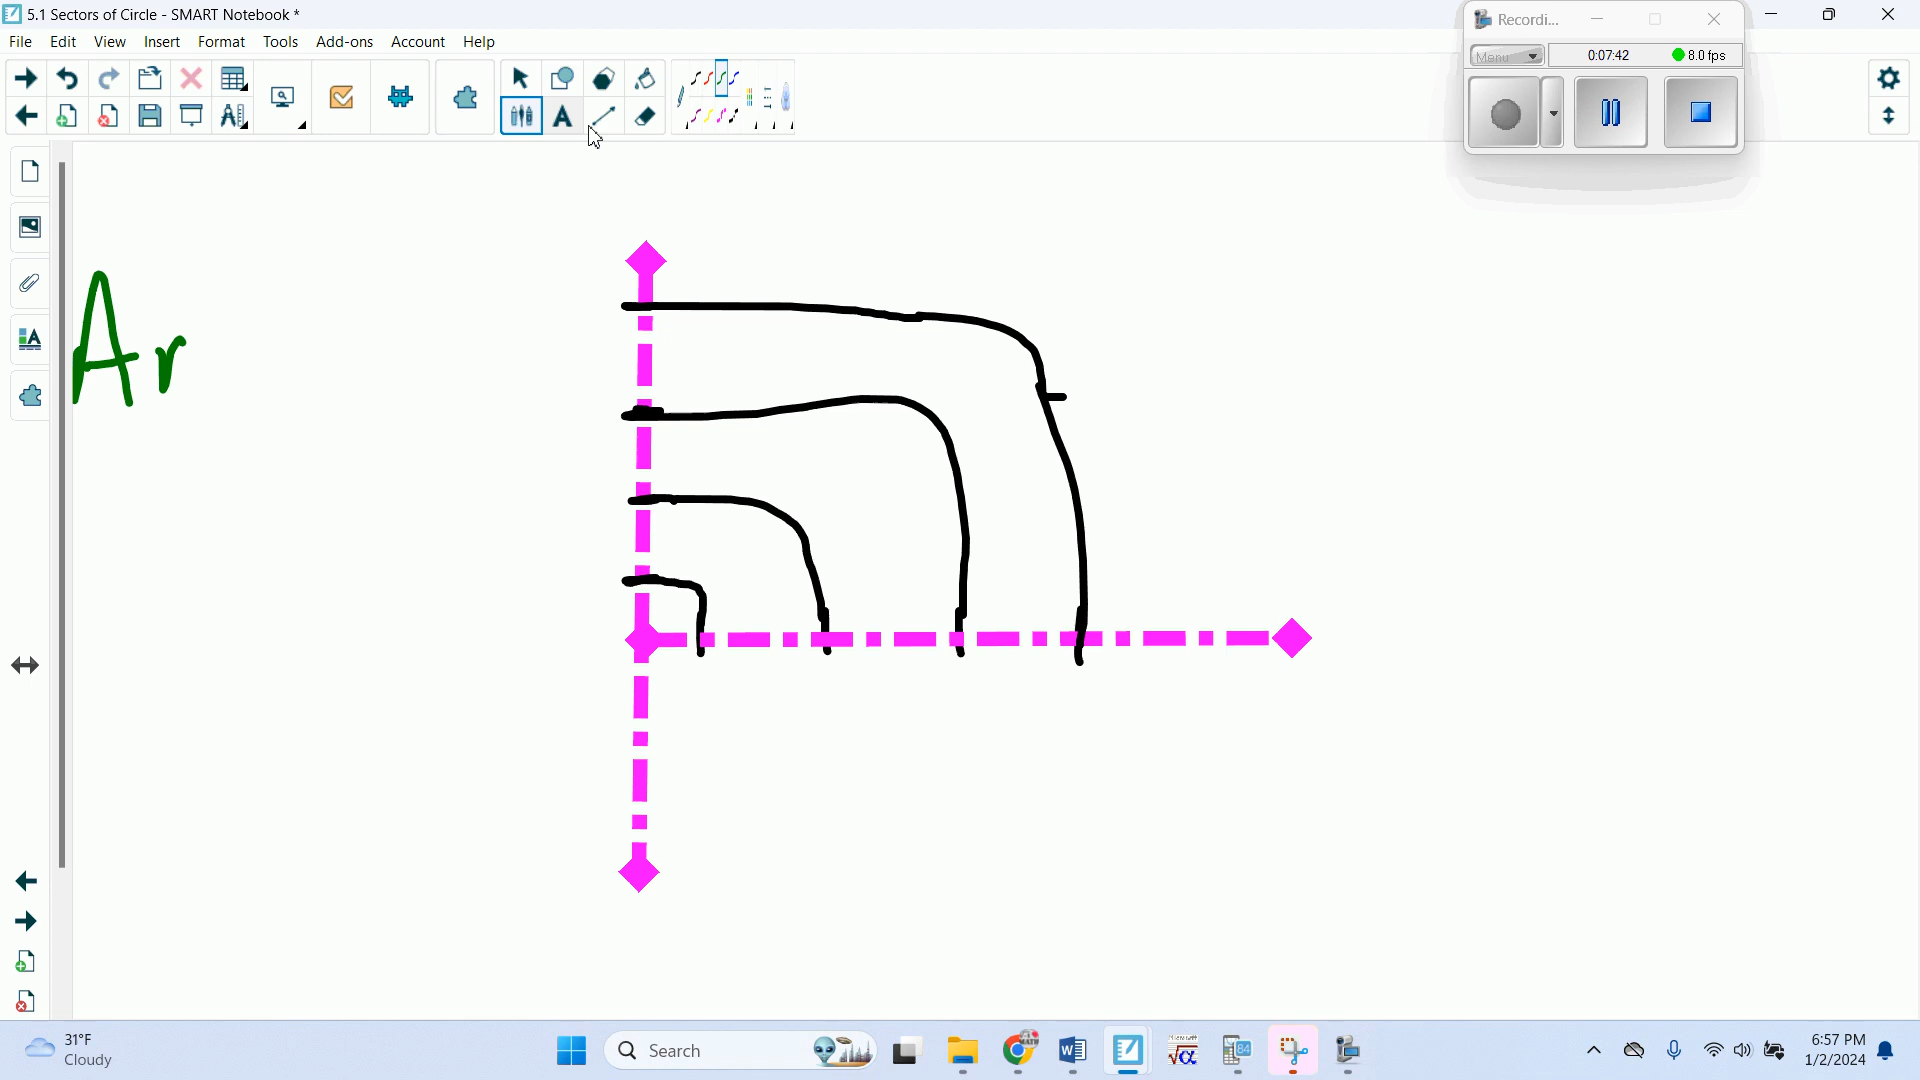 5.1 Sectors of Circle - SMART Notebook *
File Edit View Insert Format Tools Add-ons Account Help
Recordi...
Menu 0:07:42 8.0 fps
Ar
31°F
Cloudy
Search
84
6:57 PM
1/2/2024